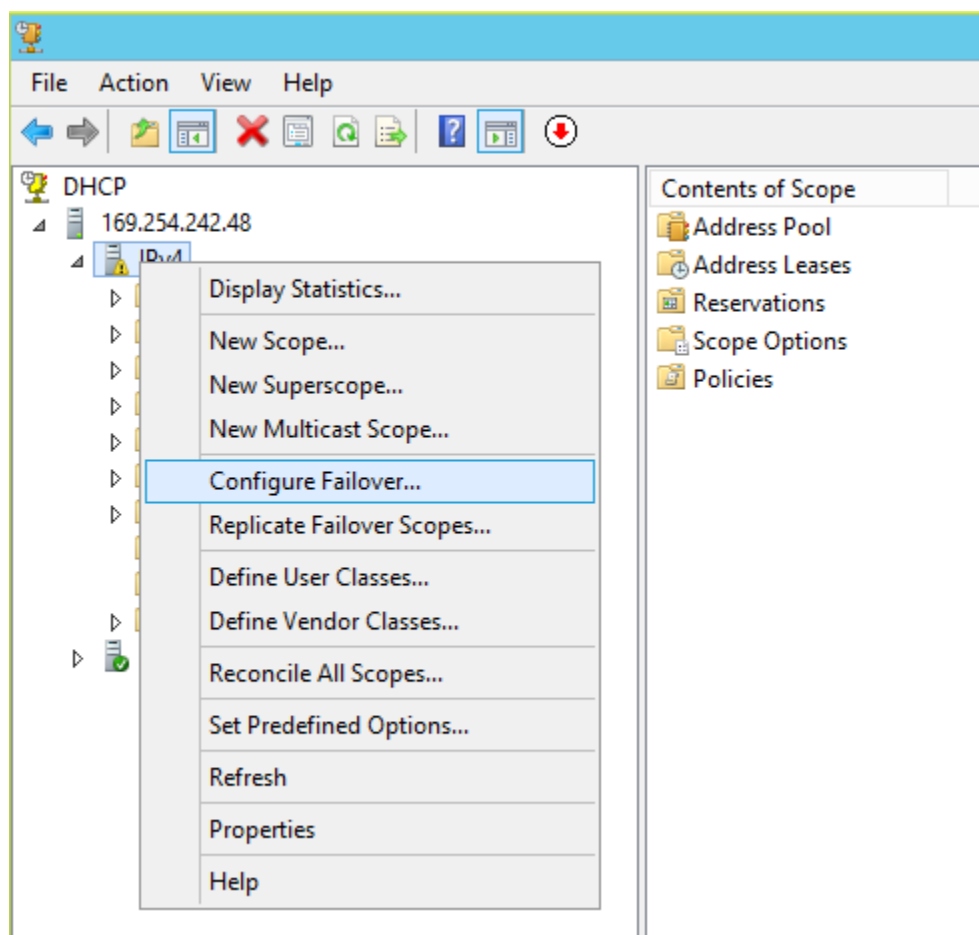 File Action View Help
DHCP
169.254.242.48
IPv4
Display Statistics...
New Scope...
New Superscope...
New Multicast Scope...
Configure Failover...
Replicate Failover Scopes...
Define User Classes...
Define Vendor Classes...
Reconcile All Scopes...
Set Predefined Options...
Refresh
Properties
Help
Contents of Scope
Address Pool
Address Leases
Reservations
Scope Options
Policies